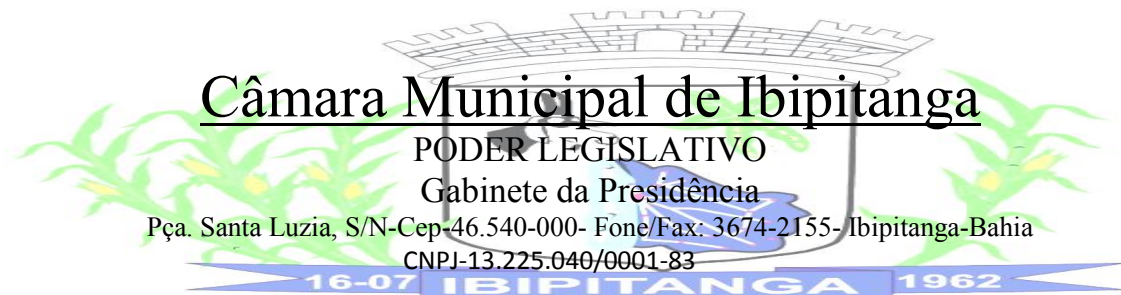 Câmara Municipal de Ibipitanga
PODER LEGISLATIVO
Gabinete da Presidência
Pça. Santa Luzia, S/N-Cep-46.540-000- Fone/Fax: 3674-2155- Ibipitanga-Bahia
CNPJ-13.225.040/0001-83
16-07 IBIPITANGA 1962